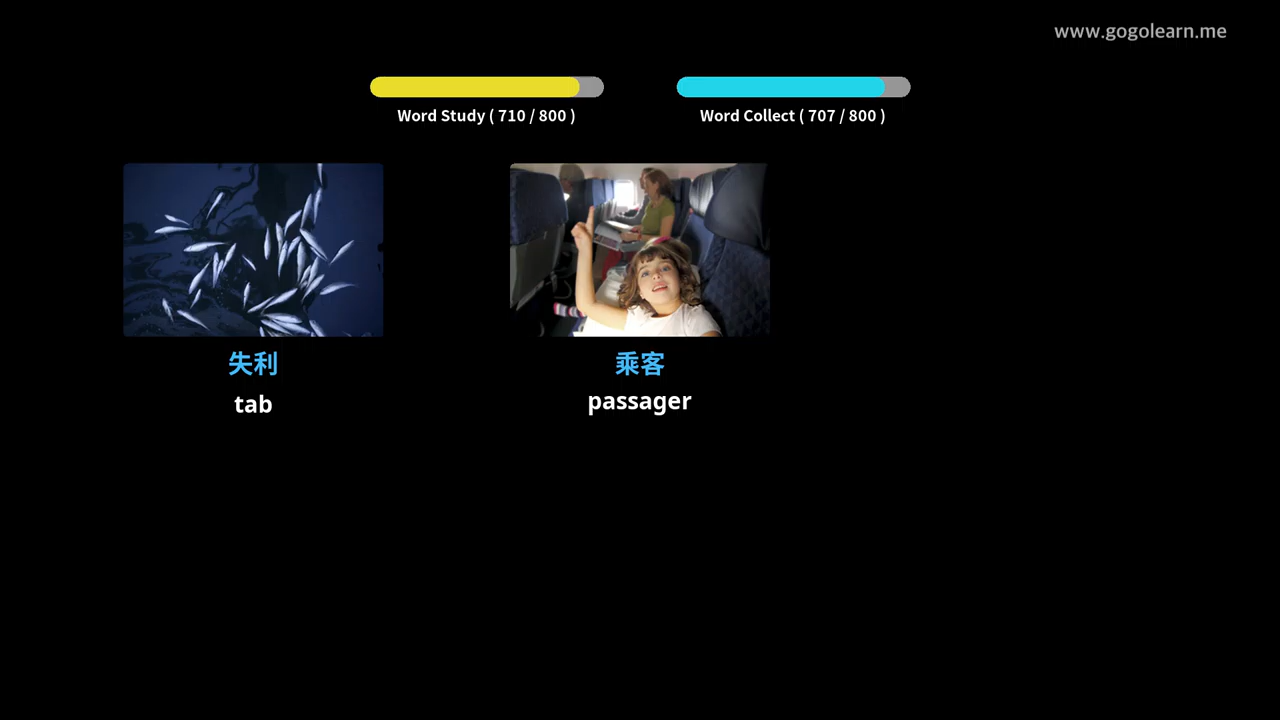 www.gogolearn.me
Word Study ( 710 / 800 )
Word Collect ( 707 / 800 )
失利
tab
乘客
passager